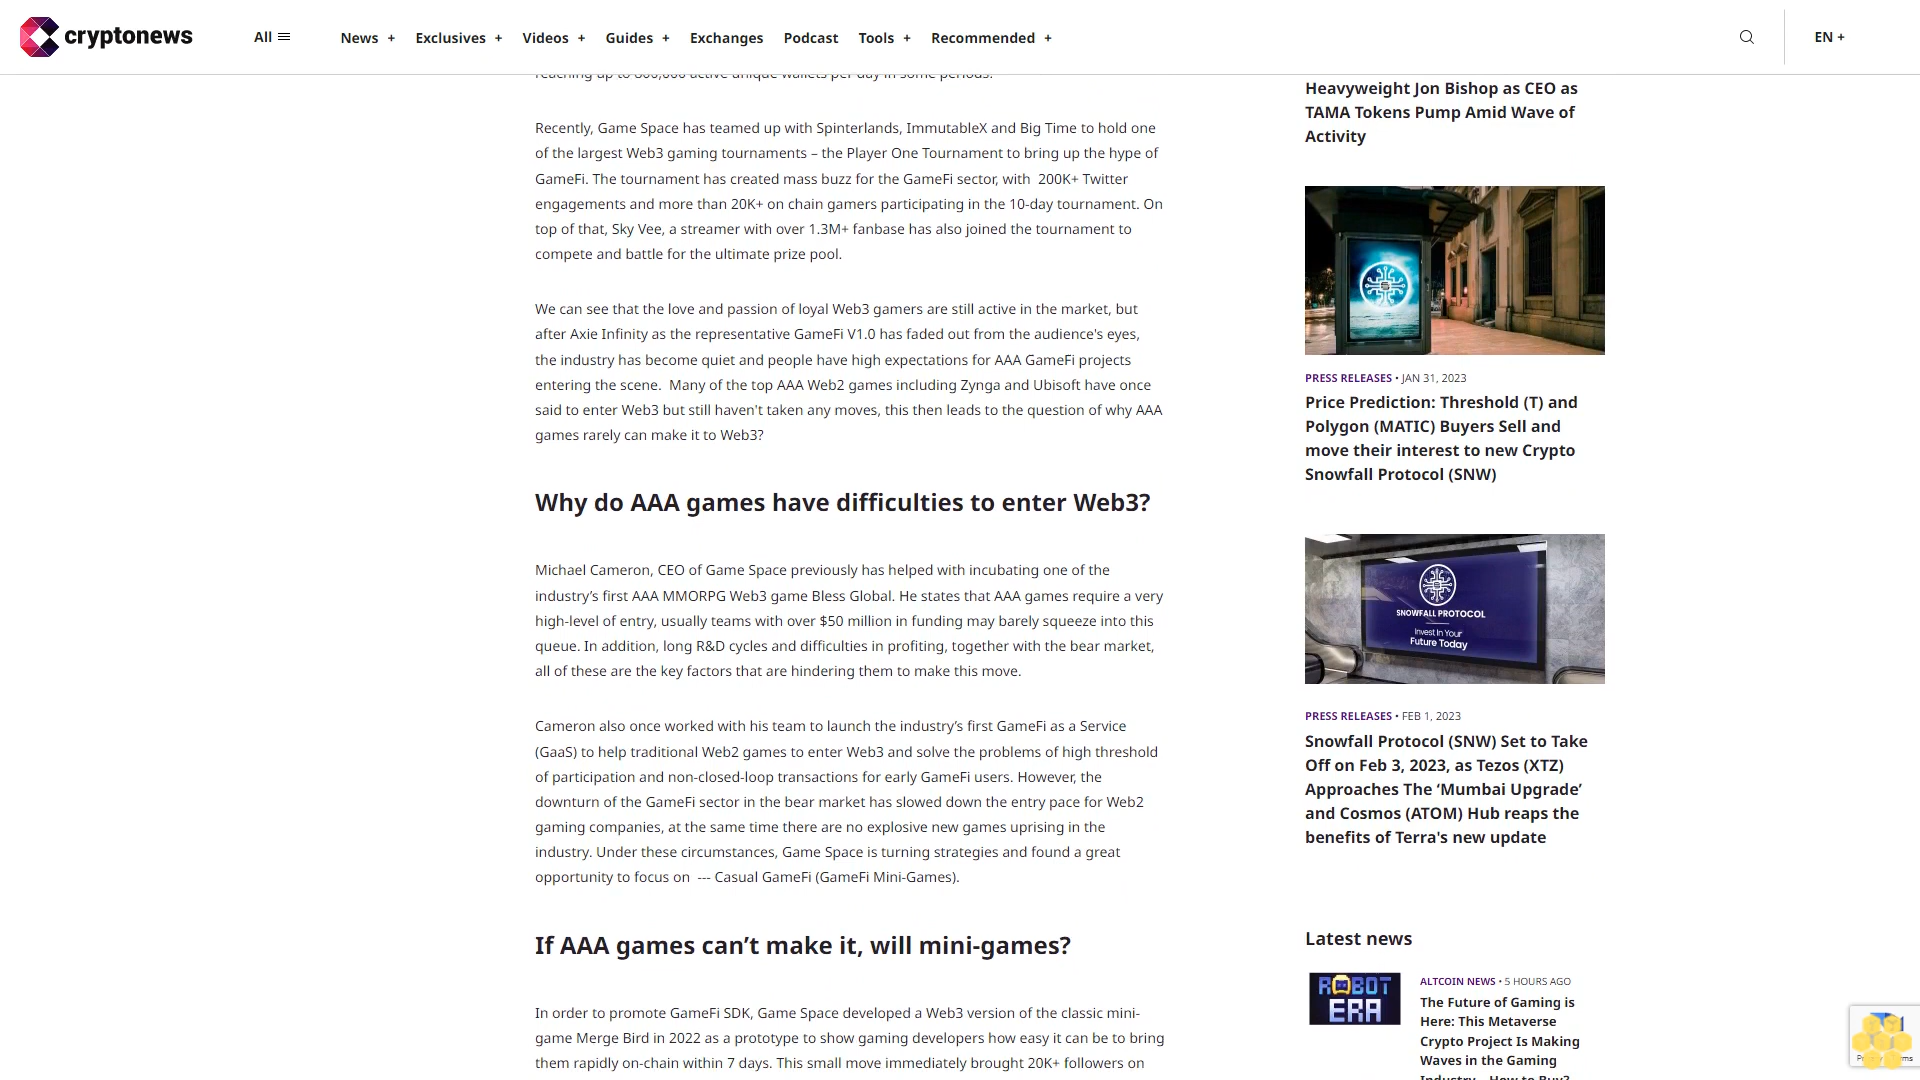 cryptonews
All
News +
Exclusives +
Videos +
Guides +
Exchanges
Podcast
Tools +
Recommended +
EN +
reaching up to 800,000 active unique wallets per day in some periods.
Recently, Game Space has teamed up with Spinterlands, ImmutableX and Big Time to hold one
of the largest Web3 gaming tournaments – the Player One Tournament to bring up the hype of
GameFi. The tournament has created mass buzz for the GameFi sector, with  200K+ Twitter
engagements and more than 20K+ on chain gamers participating in the 10-day tournament. On
top of that, Sky Vee, a streamer with over 1.3M+ fanbase has also joined the tournament to
compete and battle for the ultimate prize pool.
We can see that the love and passion of loyal Web3 gamers are still active in the market, but
after Axie Infinity as the representative GameFi V1.0 has faded out from the audience's eyes,
the industry has become quiet and people have high expectations for AAA GameFi projects
entering the scene.  Many of the top AAA Web2 games including Zynga and Ubisoft have once
said to enter Web3 but still haven't taken any moves, this then leads to the question of why AAA
games rarely can make it to Web3?
Why do AAA games have difficulties to enter Web3?
Michael Cameron, CEO of Game Space previously has helped with incubating one of the
industry’s first AAA MMORPG Web3 game Bless Global. He states that AAA games require a very
high-level of entry, usually teams with over $50 million in funding may barely squeeze into this
queue. In addition, long R&D cycles and difficulties in profiting, together with the bear market,
all of these are the key factors that are hindering them to make this move.
Cameron also once worked with his team to launch the industry’s first GameFi as a Service
(GaaS) to help traditional Web2 games to enter Web3 and solve the problems of high threshold
of participation and non-closed-loop transactions for early GameFi users. However, the
downturn of the GameFi sector in the bear market has slowed down the entry pace for Web2
gaming companies, at the same time there are no explosive new games uprising in the
industry. Under these circumstances, Game Space is turning strategies and found a great
opportunity to focus on  --- Casual GameFi (GameFi Mini-Games).
If AAA games can’t make it, will mini-games?
In order to promote GameFi SDK, Game Space developed a Web3 version of the classic mini-
game Merge Bird in 2022 as a prototype to show gaming developers how easy it can be to bring
them rapidly on-chain within 7 days. This small move immediately brought 20K+ followers on
Heavyweight Jon Bishop as CEO as
TAMA Tokens Pump Amid Wave of
Activity
PRESS RELEASES • JAN 31, 2023
Price Prediction: Threshold (T) and
Polygon (MATIC) Buyers Sell and
move their interest to new Crypto
Snowfall Protocol (SNW)
SNOWFALL PROTOCOL
Invest In Your
Future Today
PRESS RELEASES • FEB 1, 2023
Snowfall Protocol (SNW) Set to Take
Off on Feb 3, 2023, as Tezos (XTZ)
Approaches The ‘Mumbai Upgrade’
and Cosmos (ATOM) Hub reaps the
benefits of Terra's new update
Latest news
ROBOT
ERA
ALTCOIN NEWS • 5 HOURS AGO
The Future of Gaming is
Here: This Metaverse
Crypto Project Is Making
Waves in the Gaming
Industry – How to Buy?